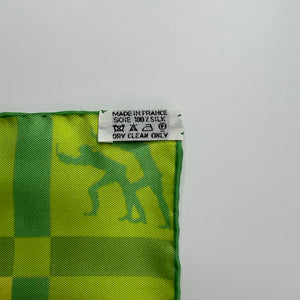 MADE IN FRANCE
SOIE 100% SILK
DRY CLEAN ONLY